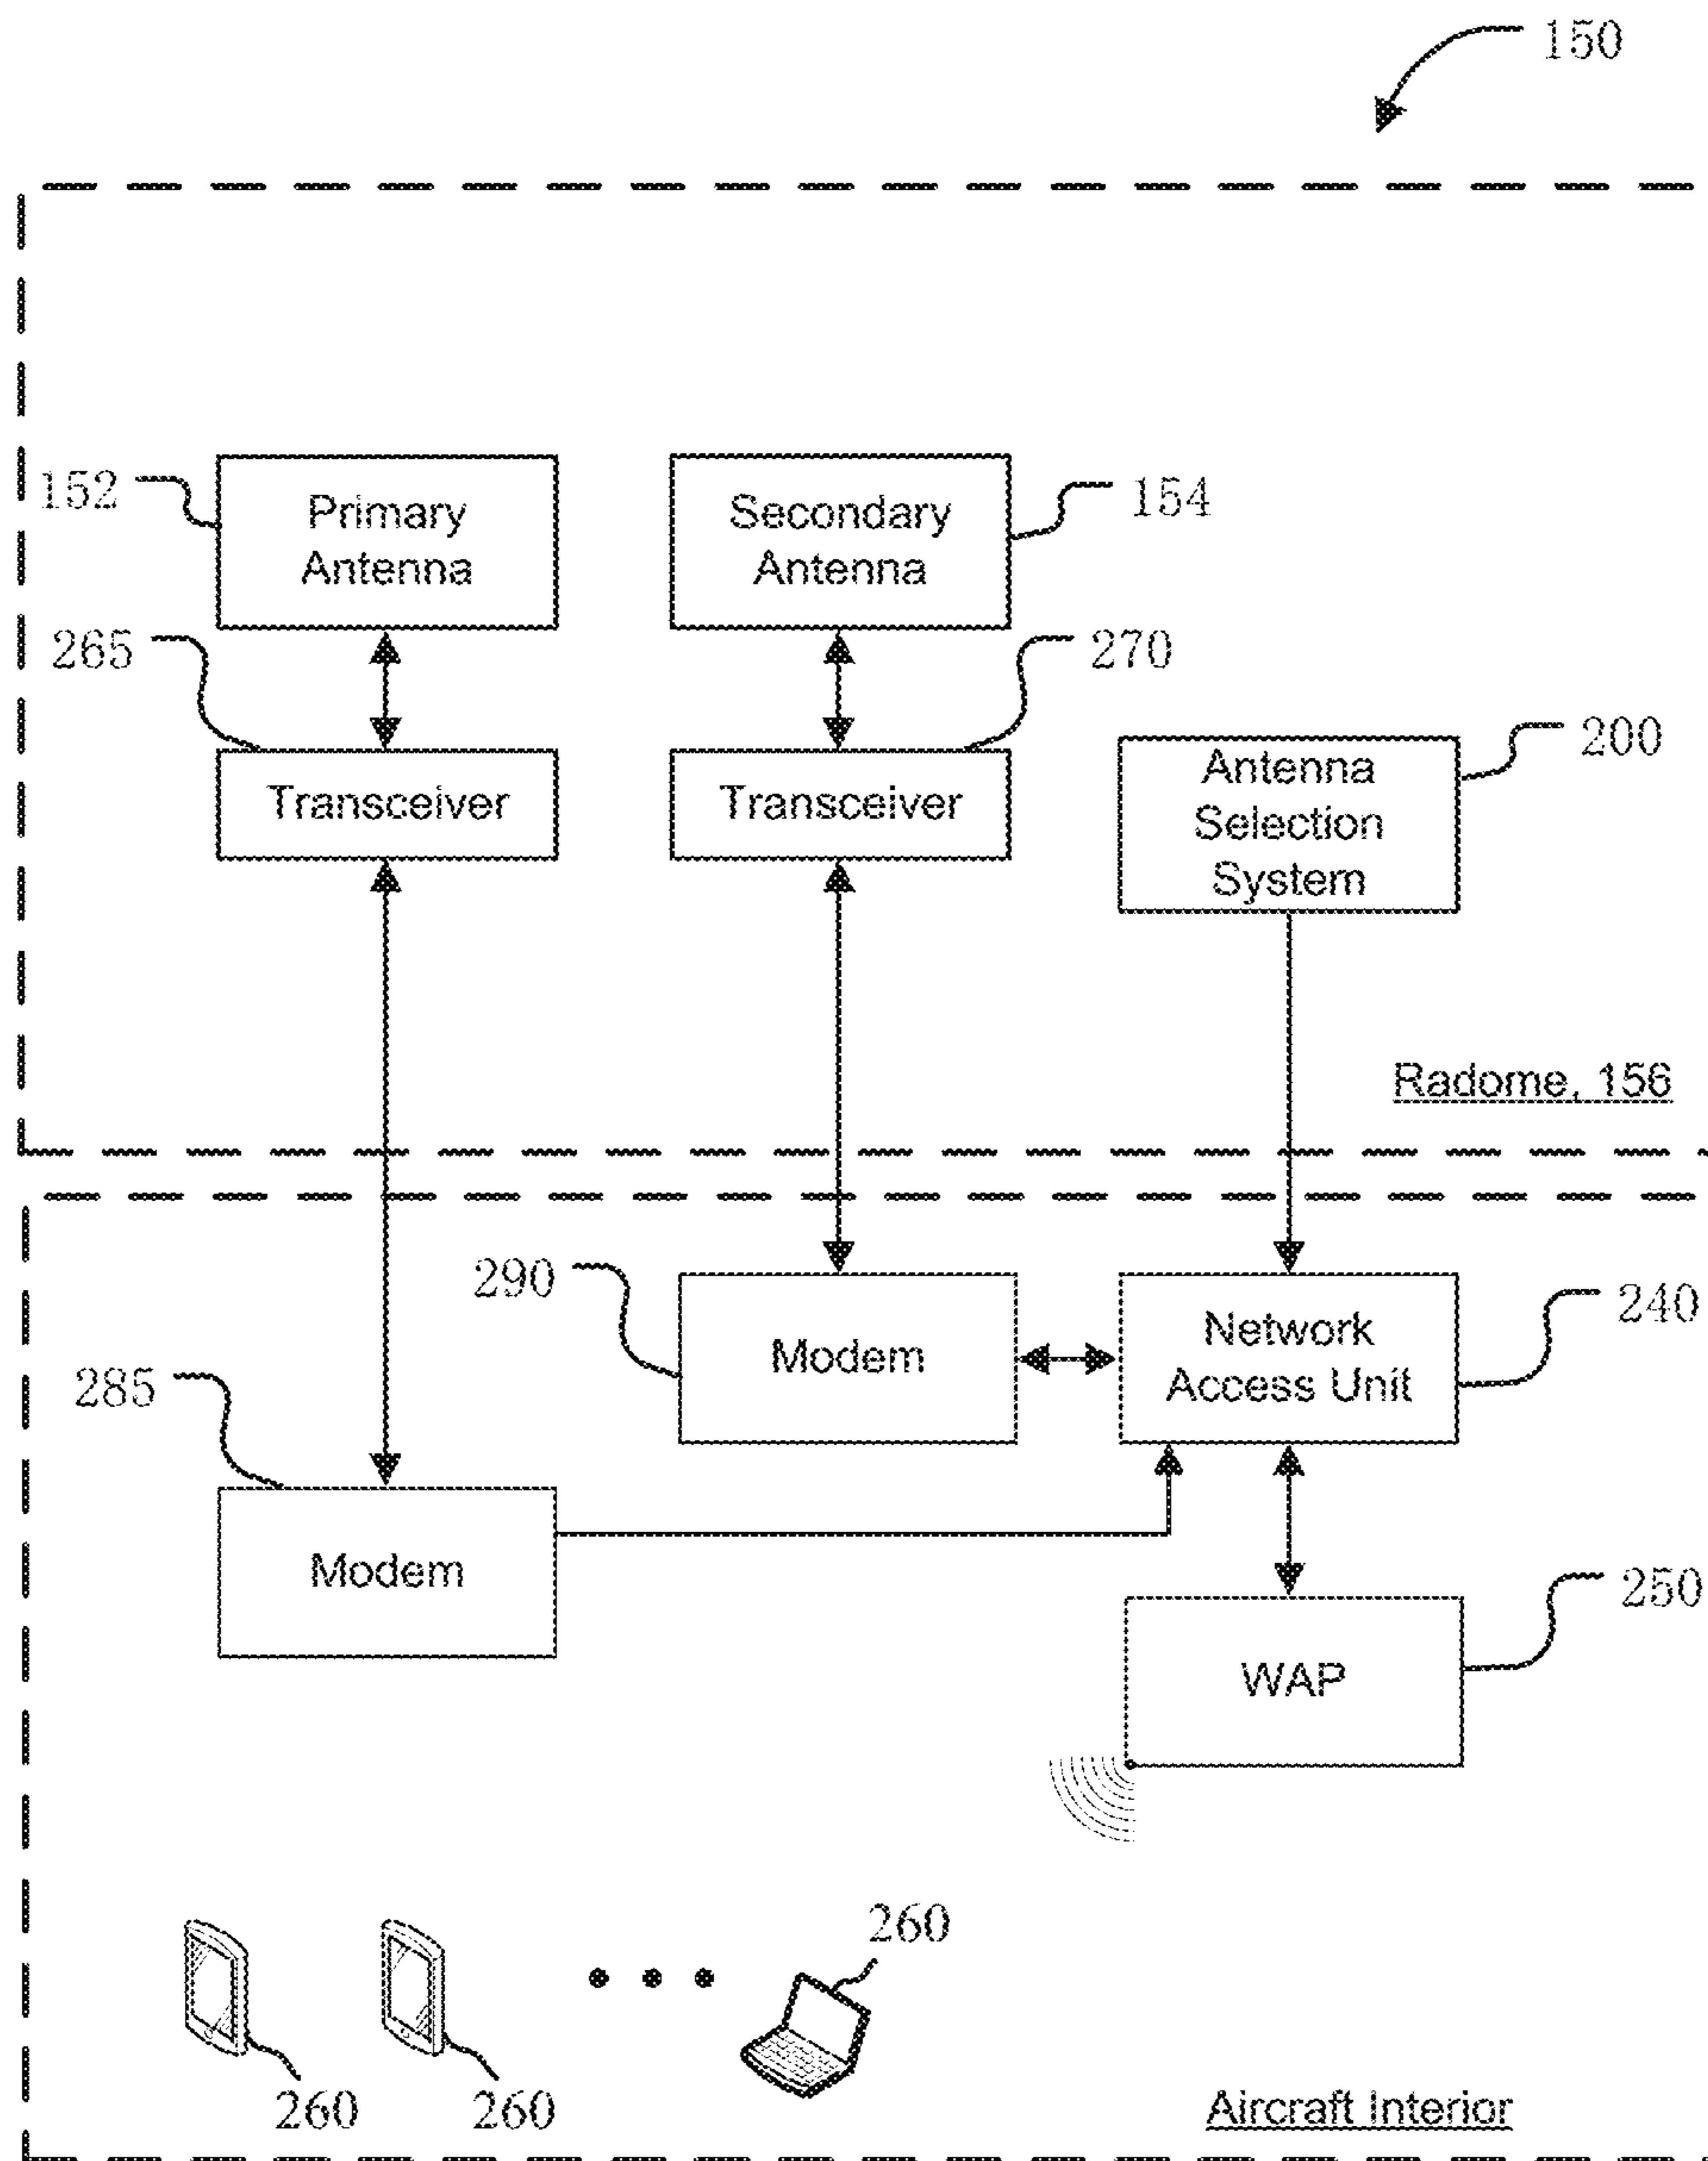 150
152
Primary
Antenna
Secondary
Antenna
154
265
270
Transceiver
Transceiver
Antenna
Selection
System
200
Radome, 156
290
Modem
Network
Access Unit
240
285
Modem
WAP
250
260
260
260
Aircraft Interior